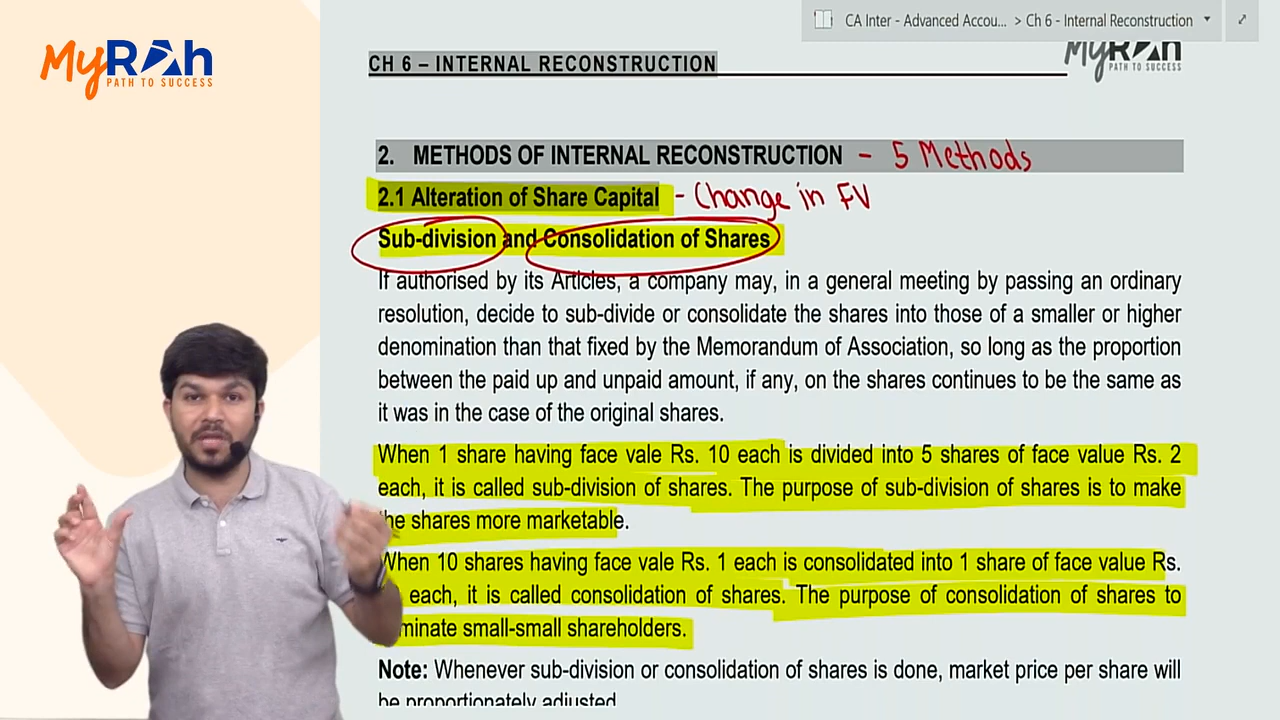 MyRAh
PATH TO SUCCESS
CA Inter - Advanced Accou... > Ch 6 - Internal Reconstruction
CH 6 – INTERNAL RECONSTRUCTION
MyRAh
PATH TO SUCCESS
2. METHODS OF INTERNAL RECONSTRUCTION - 5 Methods
2.1 Alteration of Share Capital - Change in FV
Sub-division and Consolidation of Shares
If authorised by its Articles, a company may, in a general meeting by passing an ordinary
resolution, decide to sub-divide or consolidate the shares into those of a smaller or higher
denomination than that fixed by the Memorandum of Association, so long as the proportion
between the paid up and unpaid amount, if any, on the shares continues to be the same as
it was in the case of the original shares.
When 1 share having face vale Rs. 10 each is divided into 5 shares of face value Rs. 2
each, it is called sub-division of shares. The purpose of sub-division of shares is to make
he shares more marketable.
When 10 shares having face vale Rs. 1 each is consolidated into 1 share of face value Rs.
each, it is called consolidation of shares. The purpose of consolidation of shares to
minate small-small shareholders.
Note: Whenever sub-division or consolidation of shares is done, market price per share will
be proportionately adjusted